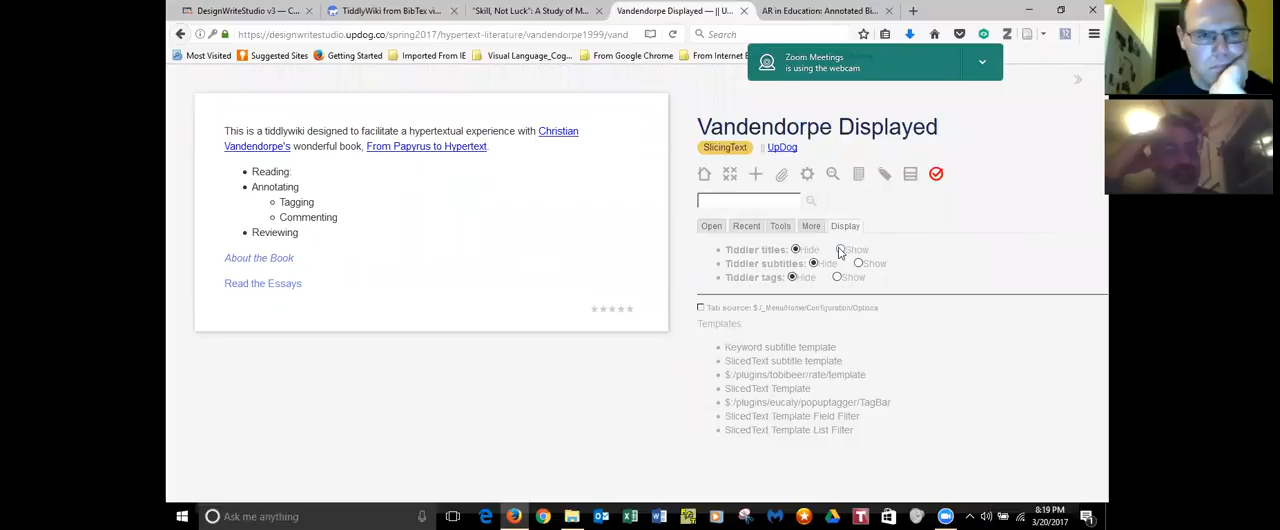 DesignWriteStudio v3 — C...
TiddlyWiki from BibTex vi...
"Skill, Not Luck": A Study of M...
Vandendorpe Displayed — || U...
AR in Education: Annotated Bi...
https://designwritestudio.updog.co/spring2017/hypertext-literature/vandendorpe1999/vand
Search
Most Visited
Suggested Sites
Getting Started
Imported From IE
Visual Language_Cog...
From Google Chrome
From Internet E
Zoom Meetings
is using the webcam
This is a tiddlywiki designed to facilitate a hypertextual experience with Christian
Vandendorpe's wonderful book, From Papyrus to Hypertext.
Reading:
Annotating
Tagging
Commenting
Reviewing
About the Book
Read the Essays
Vandendorpe Displayed
SlicingText || UpDog
Open Recent Tools More Display
Tiddler titles: Hide Show
Tiddler subtitles: Hide Show
Tiddler tags: Hide Show
Tab source: $:/_Menu/Home/Configuration/Options
Templates:
Keyword subtitle template
SlicedText subtitle template
$:/plugins/tobibeer/rate/template
SlicedText Template
$:/plugins/eucaly/popuptagger/TagBar
SlicedText Template Field Filter
SlicedText Template List Filter
Ask me anything
8:19 PM
3/20/2017